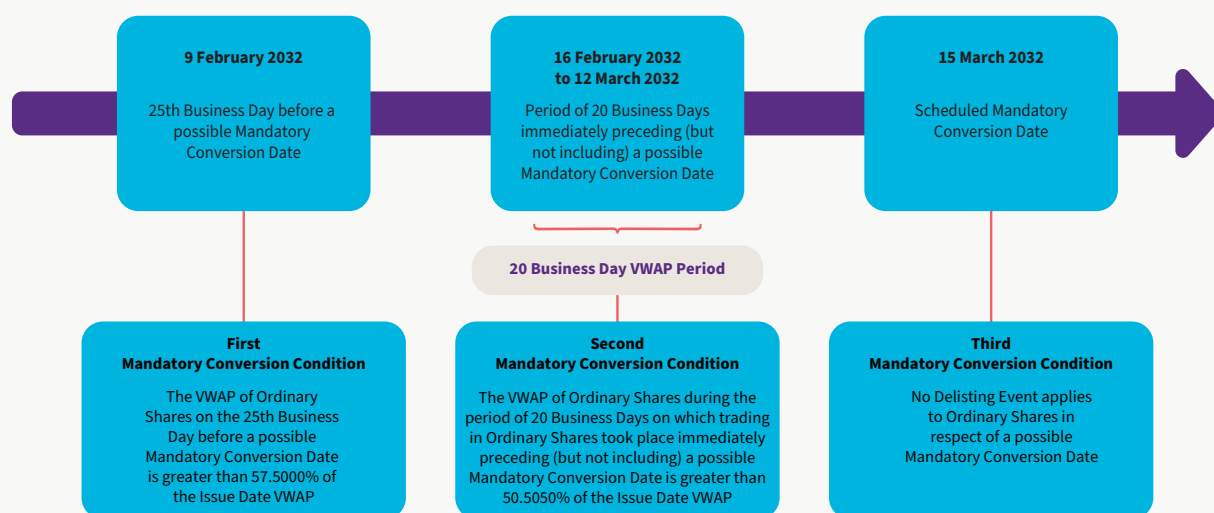 9 February 2032
25th Business Day before a
possible Mandatory
Conversion Date
16 February 2032
to 12 March 2032
Period of 20 Business Days
immediately preceding (but
not including) a possible
Mandatory Conversion Date
15 March 2032
Scheduled Mandatory
Conversion Date
20 Business Day VWAP Period
First
Mandatory Conversion Condition
The VWAP of Ordinary
Shares on the 25th Business
Day before a possible
Mandatory Conversion Date
is greater than 57.5000% of
the Issue Date VWAP
Second
Mandatory Conversion Condition
The VWAP of Ordinary Shares during the
period of 20 Business Days on which trading
in Ordinary Shares took place immediately
preceding (but not including) a possible
Mandatory Conversion Date is greater than
50.5050% of the Issue Date VWAP
Third
Mandatory Conversion Condition
No Delisting Event applies
to Ordinary Shares in
respect of a possible
Mandatory Conversion Date